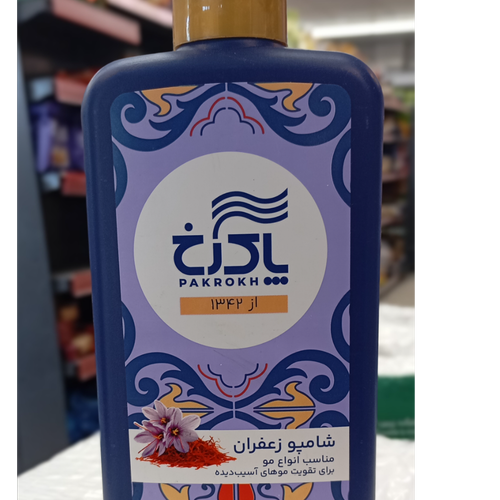 پاکرخ
PAKROKH
از ۱۳۴۲
شامپو زعفران
مناسب انواع مو
برای تقویت موهای آسیب‌دیده